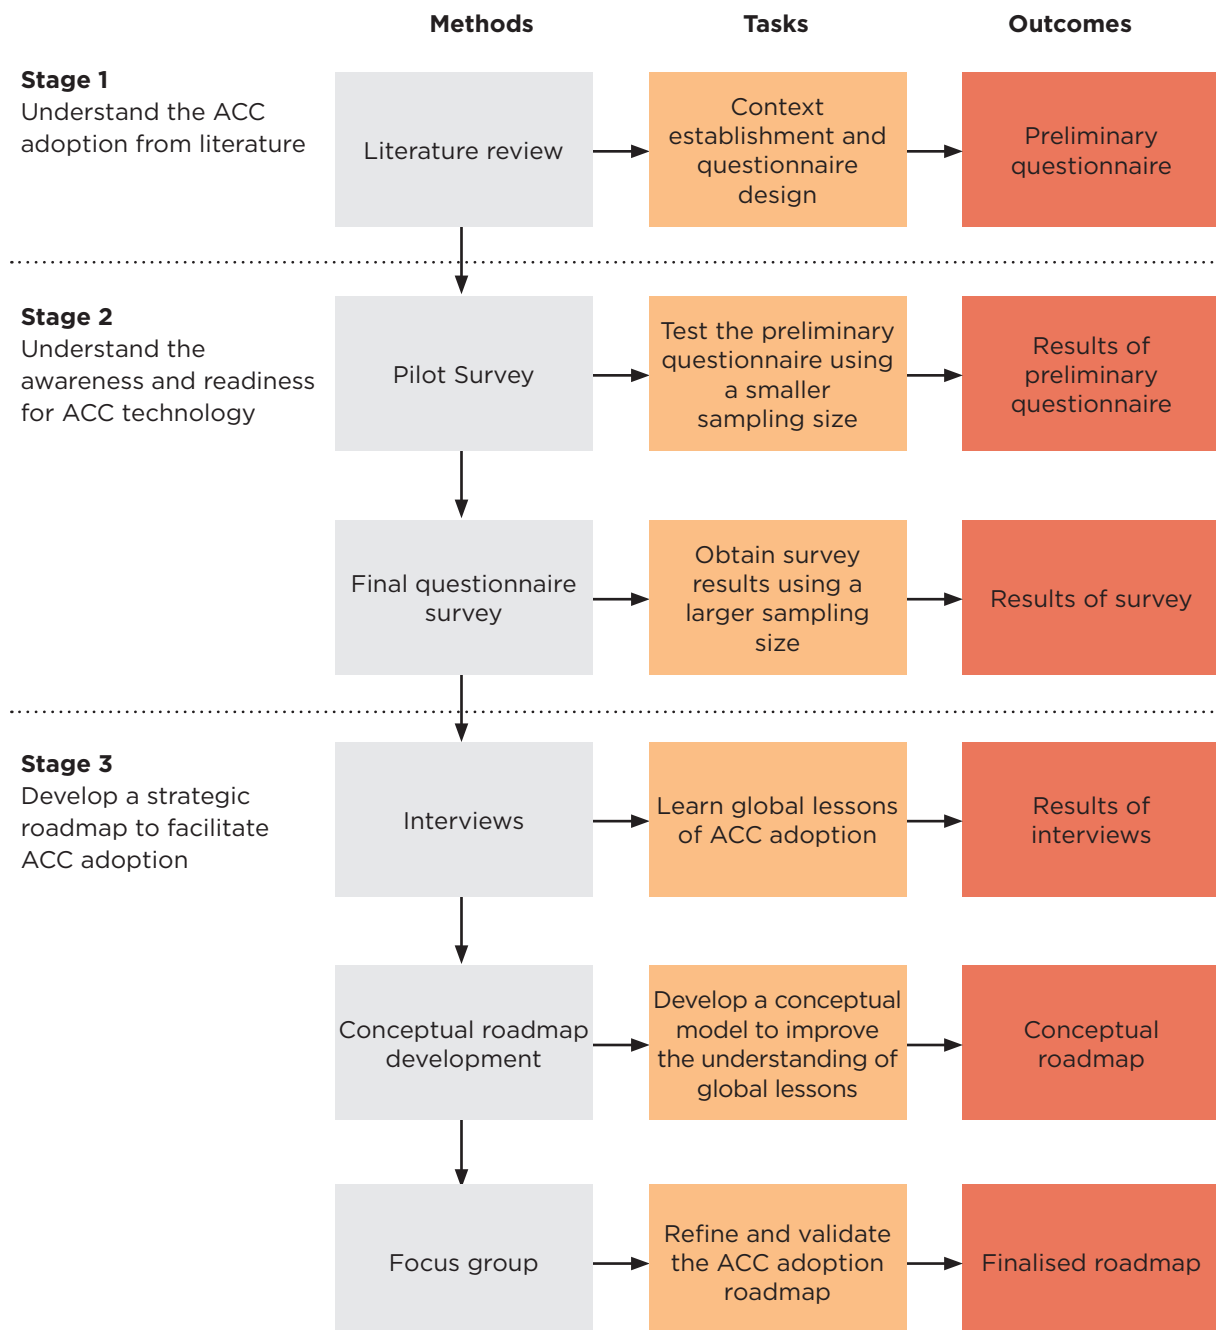 Methods
Tasks
Outcomes
Stage 1
Understand the ACC
adoption from literature
Literature review
Context
establishment and
questionnaire
design
Preliminary
questionnaire
Stage 2
Understand the
awareness and readiness
for ACC technology
Pilot Survey
Test the preliminary
questionnaire using
a smaller
sampling size
Results of
preliminary
questionnaire
Final questionnaire
survey
Obtain survey
results using a
larger sampling
size
Results of survey
Stage 3
Develop a strategic
roadmap to facilitate
ACC adoption
Interviews
Learn global lessons
of ACC adoption
Results of
interviews
Conceptual roadmap
development
Develop a conceptual
model to improve
the understanding of
global lessons
Conceptual
roadmap
Focus group
Refine and validate
the ACC adoption
roadmap
Finalised roadmap